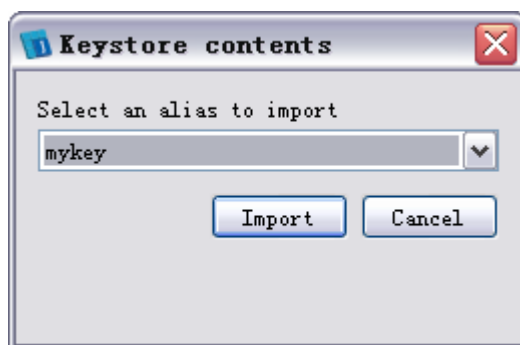 Keystore contents
Select an alias to import
mykey
Import Cancel